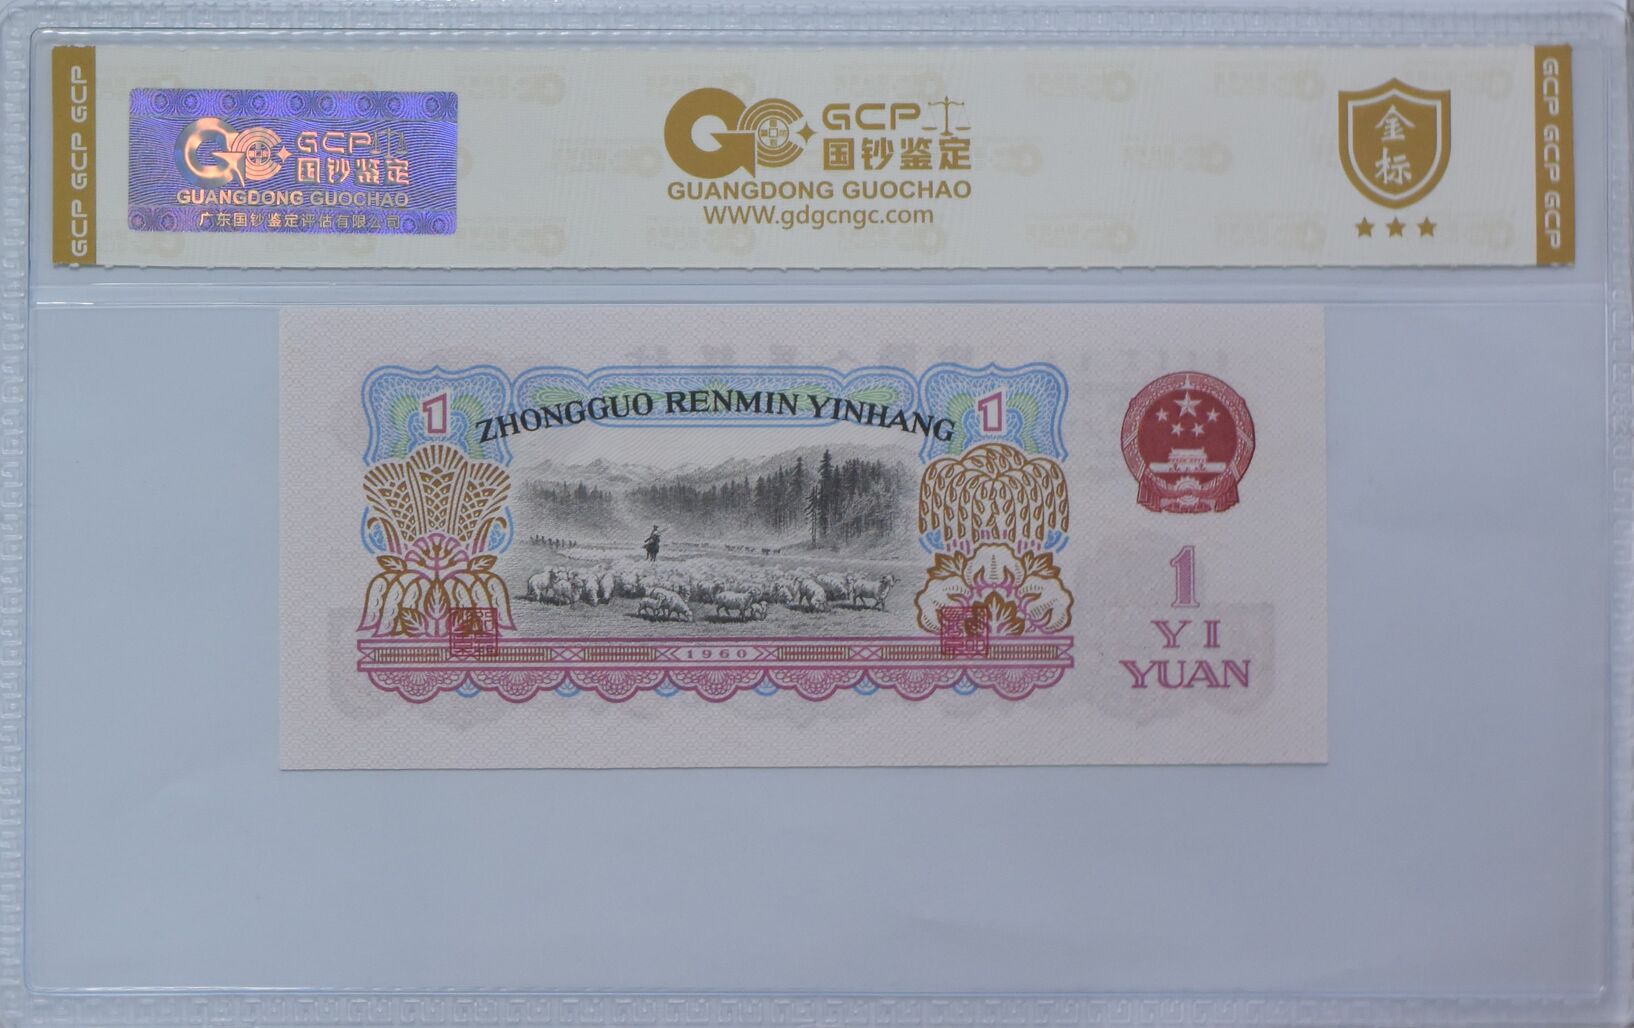 GCP GCP GCP
GCP 国钞鉴定
GUANGDONG GUOCHAO
广东国钞鉴定评估有限公司
GCP
国钞鉴定
GUANGDONG GUOCHAO
WWW.gdgcngc.com
金标
GCP GCP GCP
1
ZHONGGUO RENMIN YINHANG
1
1960
1
YI
YUAN